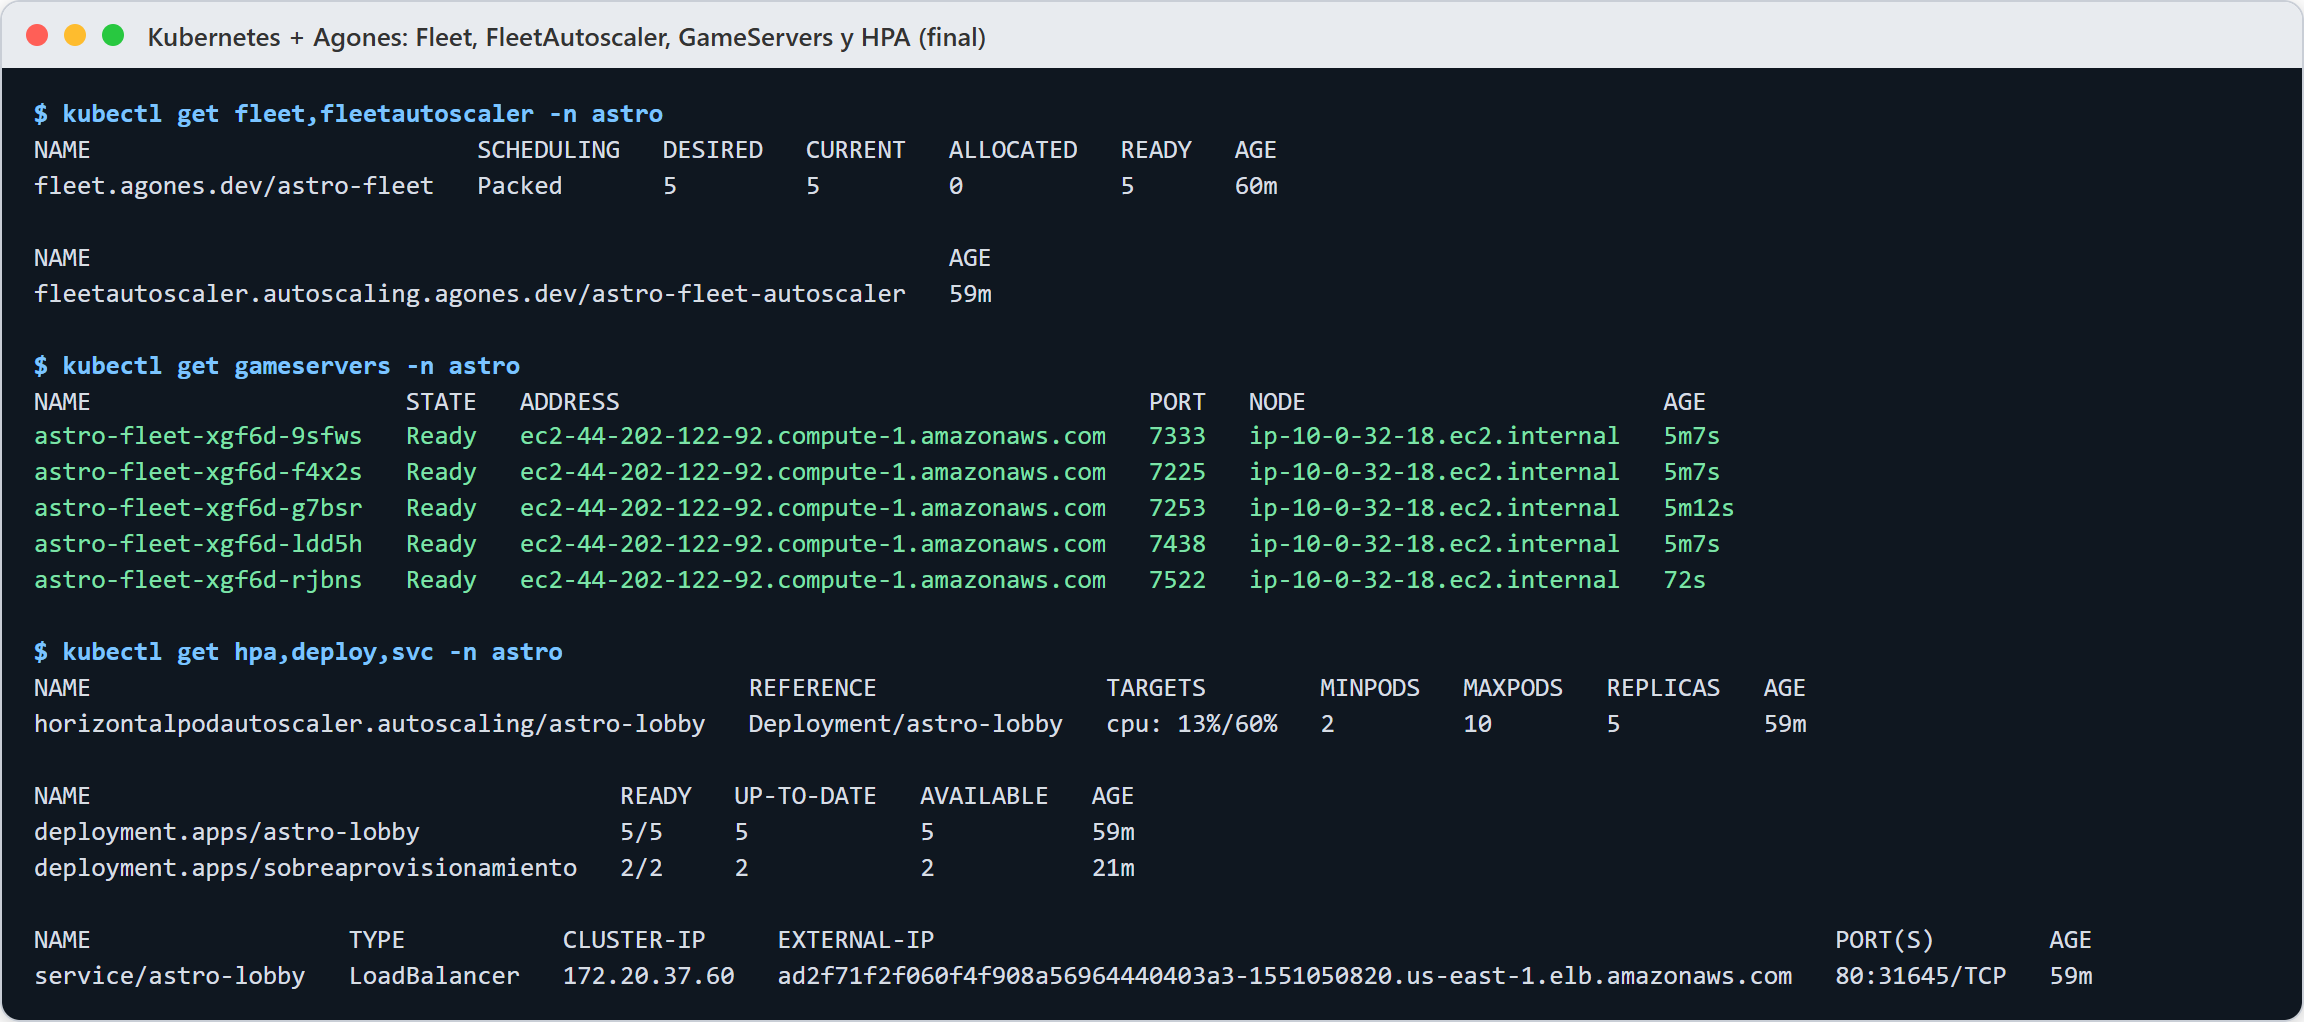 Kubernetes + Agones: Fleet, FleetAutoscaler, GameServers y HPA (final)
$ kubectl get fleet,fleetautoscaler -n astro
NAME                           SCHEDULING   DESIRED   CURRENT   ALLOCATED   READY   AGE
fleet.agones.dev/astro-fleet   Packed       5         5         0           5       60m
NAME                                                            AGE
fleetautoscaler.autoscaling.agones.dev/astro-fleet-autoscaler   59m
$ kubectl get gameservers -n astro
NAME                      STATE   ADDRESS                                     PORT   NODE                         AGE
astro-fleet-xgf6d-9sfws   Ready   ec2-44-202-122-92.compute-1.amazonaws.com   7333   ip-10-0-32-18.ec2.internal   5m7s
astro-fleet-xgf6d-f4x2s   Ready   ec2-44-202-122-92.compute-1.amazonaws.com   7225   ip-10-0-32-18.ec2.internal   5m7s
astro-fleet-xgf6d-g7bsr   Ready   ec2-44-202-122-92.compute-1.amazonaws.com   7253   ip-10-0-32-18.ec2.internal   5m12s
astro-fleet-xgf6d-ldd5h   Ready   ec2-44-202-122-92.compute-1.amazonaws.com   7438   ip-10-0-32-18.ec2.internal   5m7s
astro-fleet-xgf6d-rjbns   Ready   ec2-44-202-122-92.compute-1.amazonaws.com   7522   ip-10-0-32-18.ec2.internal   72s
$ kubectl get hpa,deploy,svc -n astro
NAME                                              REFERENCE                TARGETS        MINPODS   MAXPODS   REPLICAS   AGE
horizontalpodautoscaler.autoscaling/astro-lobby   Deployment/astro-lobby   cpu: 13%/60%   2         10        5          59m
NAME                                     READY   UP-TO-DATE   AVAILABLE   AGE
deployment.apps/astro-lobby              5/5     5            5           59m
deployment.apps/sobreaprovisionamiento   2/2     2            2           21m
NAME                  TYPE           CLUSTER-IP     EXTERNAL-IP                                                               PORT(S)        AGE
service/astro-lobby   LoadBalancer   172.20.37.60   ad2f71f2f060f4f908a56964440403a3-1551050820.us-east-1.elb.amazonaws.com   80:31645/TCP   59m